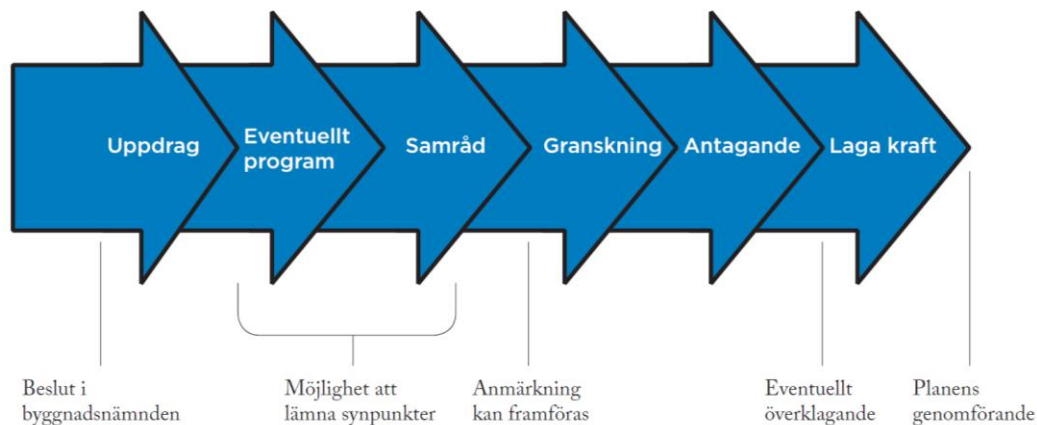 Uppdrag
Eventuellt
program
Samråd
Granskning
Antagande
Laga kraft
Beslut i
byggnadsnämnden
Möjlighet att
lämna synpunkter
Anmärkning
kan framföras
Eventuellt
överklagande
Planens
genomförande